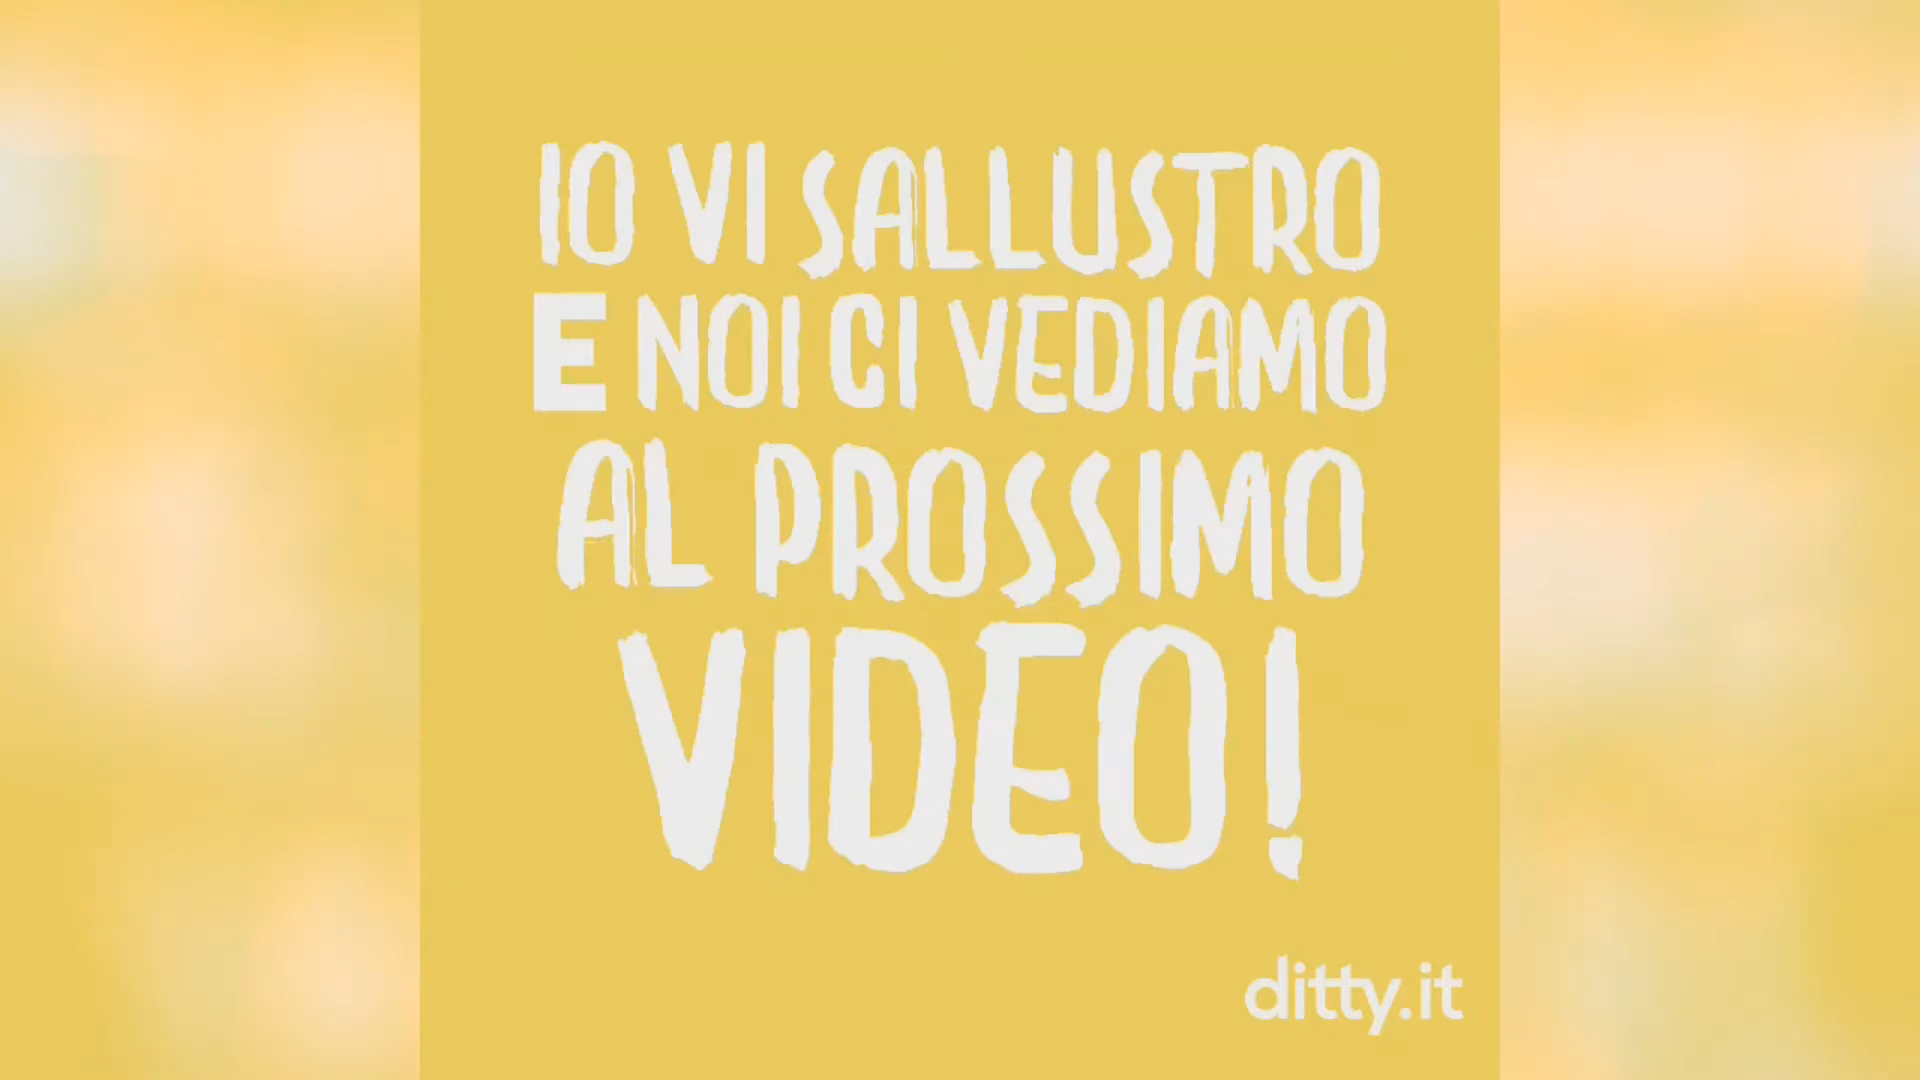 IO VI SALLUSTRO
E NOI CI VEDIAMO
AL PROSSIMO
VIDEO!
ditty.it